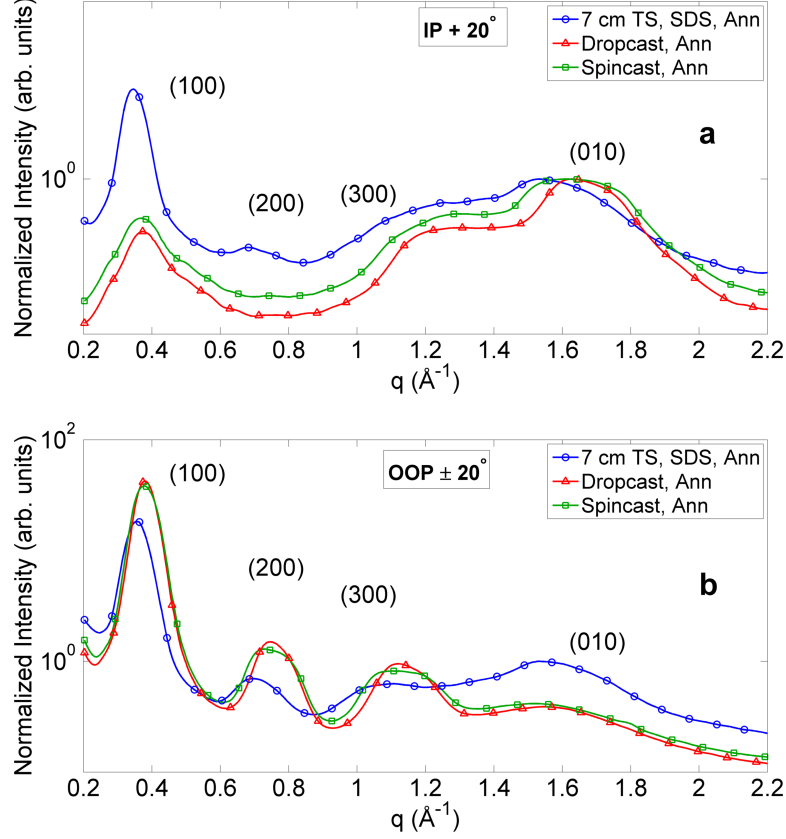 IP + 20°
7 cm TS, SDS, Ann
Dropcast, Ann
Spincast, Ann
(100)
(200)
(300)
(010)
a
10^0
Normalized Intensity (arb. units)
0.2 0.4 0.6 0.8 1 1.2 1.4 1.6 1.8 2 2.2
q (Å^-1)
10^2
OOP ± 20°
7 cm TS, SDS, Ann
Dropcast, Ann
Spincast, Ann
(100)
(200)
(300)
(010)
b
10^0
Normalized Intensity (arb. units)
0.2 0.4 0.6 0.8 1 1.2 1.4 1.6 1.8 2 2.2
q (Å^-1)